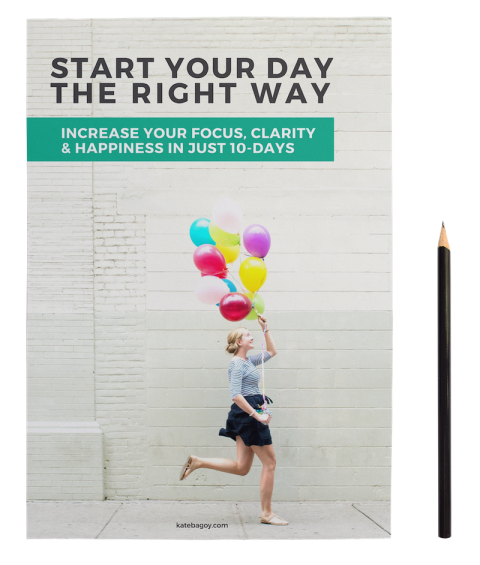 START YOUR DAY
THE RIGHT WAY
INCREASE YOUR FOCUS, CLARITY
& HAPPINESS IN JUST 10-DAYS
katebagoy.com